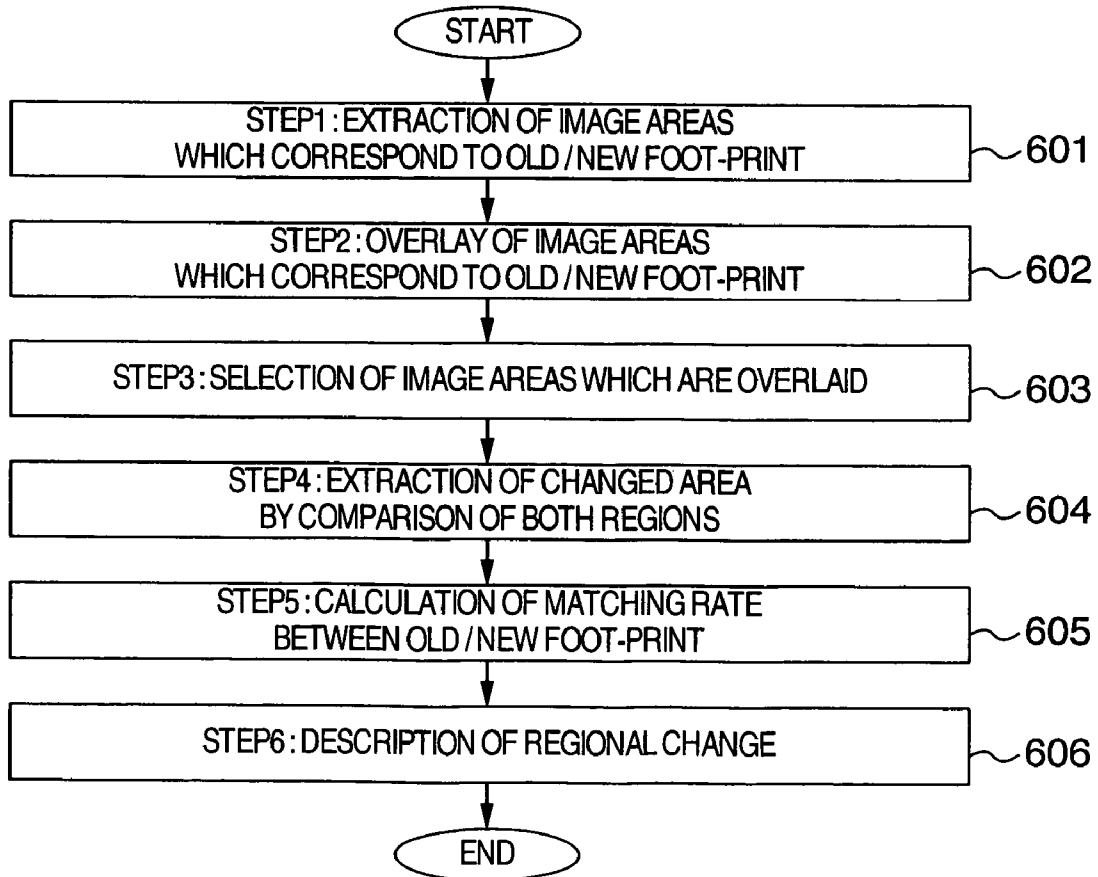 START
STEP1 : EXTRACTION OF IMAGE AREAS
WHICH CORRESPOND TO OLD / NEW FOOT-PRINT
601
STEP2 : OVERLAY OF IMAGE AREAS
WHICH CORRESPOND TO OLD / NEW FOOT-PRINT
602
STEP3 : SELECTION OF IMAGE AREAS WHICH ARE OVERLAID
603
STEP4 : EXTRACTION OF CHANGED AREA
BY COMPARISON OF BOTH REGIONS
604
STEP5 : CALCULATION OF MATCHING RATE
BETWEEN OLD / NEW FOOT-PRINT
605
STEP6 : DESCRIPTION OF REGIONAL CHANGE
606
END